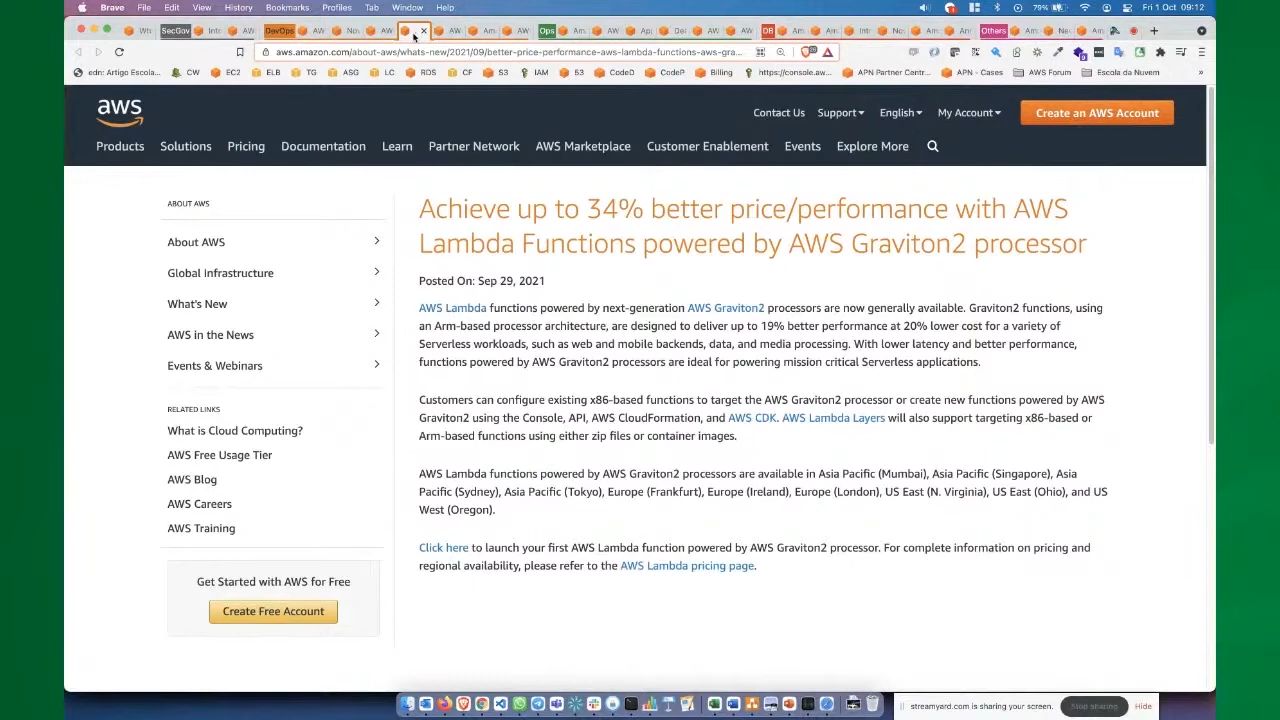 Brave File Edit View History Bookmarks Profiles Tab Window Help 79% Fri 1 Oct 09:12
SecGov DevOps Ops DB Others
aws.amazon.com/about-aws/whats-new/2021/09/better-price-performance-aws-lambda-functions-aws-gra...
edn: Artigo Escola... CW EC2 ELB TG ASG LC RDS CF S3 IAM S3 CodeD CodeP Billing https://console.aw... APN Partner Centr... APN - Cases AWS Forum Escola da Nuvem »
aws
Contact Us Support English My Account Create an AWS Account
Products Solutions Pricing Documentation Learn Partner Network AWS Marketplace Customer Enablement Events Explore More
ABOUT AWS
About AWS
Global Infrastructure
What's New
AWS in the News
Events & Webinars
RELATED LINKS
What is Cloud Computing?
AWS Free Usage Tier
AWS Blog
AWS Careers
AWS Training
Get Started with AWS for Free
Create Free Account
Achieve up to 34% better price/performance with AWS
Lambda Functions powered by AWS Graviton2 processor
Posted On: Sep 29, 2021
AWS Lambda functions powered by next-generation AWS Graviton2 processors are now generally available. Graviton2 functions, using
an Arm-based processor architecture, are designed to deliver up to 19% better performance at 20% lower cost for a variety of
Serverless workloads, such as web and mobile backends, data, and media processing. With lower latency and better performance,
functions powered by AWS Graviton2 processors are ideal for powering mission critical Serverless applications.
Customers can configure existing x86-based functions to target the AWS Graviton2 processor or create new functions powered by AWS
Graviton2 using the Console, API, AWS CloudFormation, and AWS CDK. AWS Lambda Layers will also support targeting x86-based or
Arm-based functions using either zip files or container images.
AWS Lambda functions powered by AWS Graviton2 processors are available in Asia Pacific (Mumbai), Asia Pacific (Singapore), Asia
Pacific (Sydney), Asia Pacific (Tokyo), Europe (Frankfurt), Europe (Ireland), Europe (London), US East (N. Virginia), US East (Ohio), and US
West (Oregon).
Click here to launch your first AWS Lambda function powered by AWS Graviton2 processor. For complete information on pricing and
regional availability, please refer to the AWS Lambda pricing page.
streamyard.com is sharing your screen. Stop sharing Hide